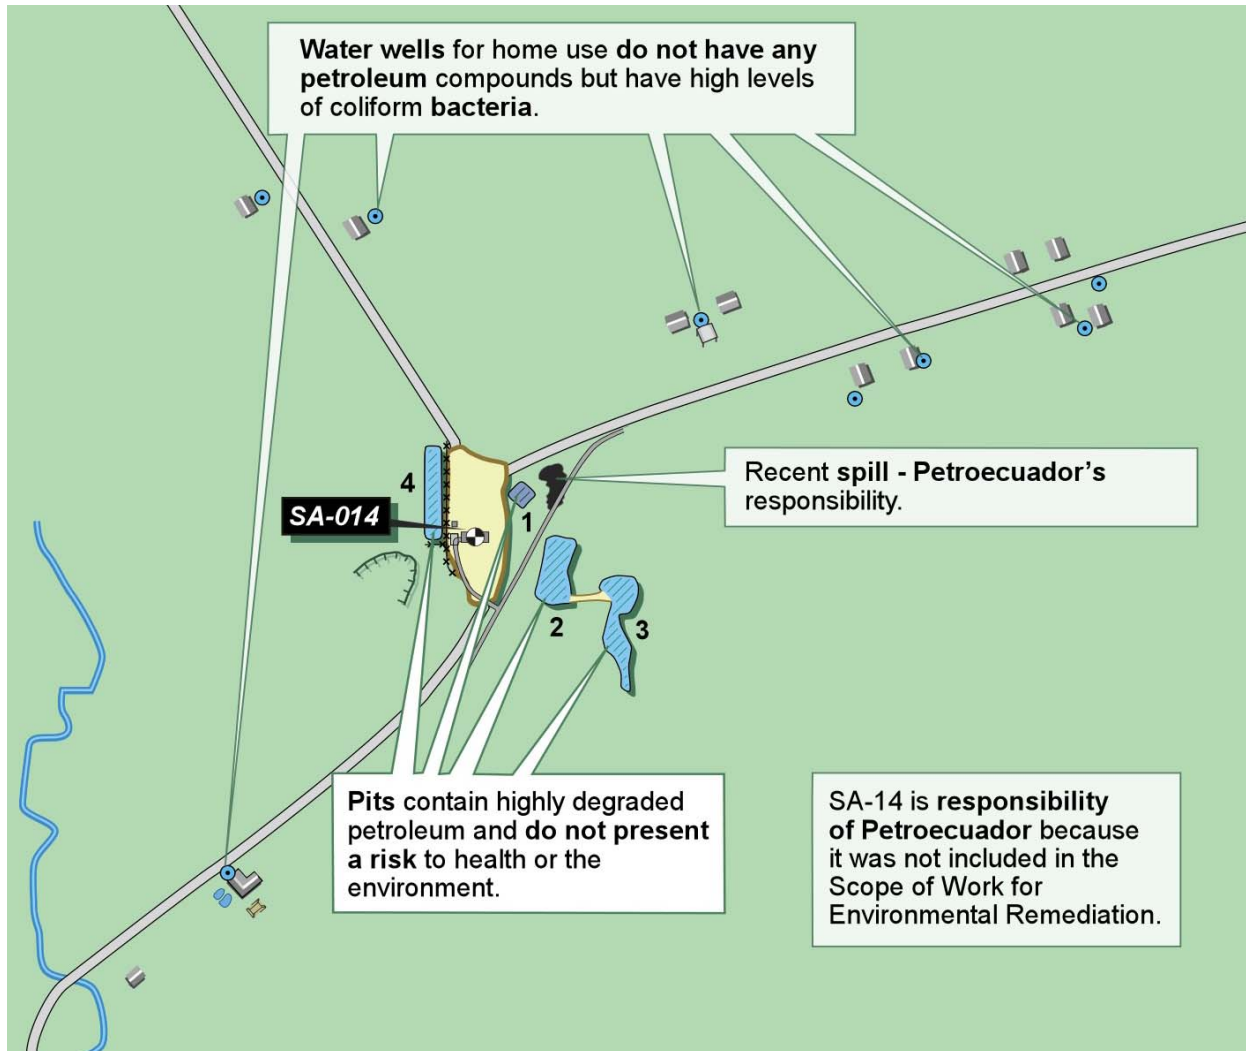 Water wells for home use do not have any
petroleum compounds but have high levels
of coliform bacteria.
Recent spill - Petroecuador's
responsibility.
4
1
SA-014
2
3
Pits contain highly degraded
petroleum and do not present
a risk to health or the
environment.
SA-14 is responsibility
of Petroecuador because
it was not included in the
Scope of Work for
Environmental Remediation.